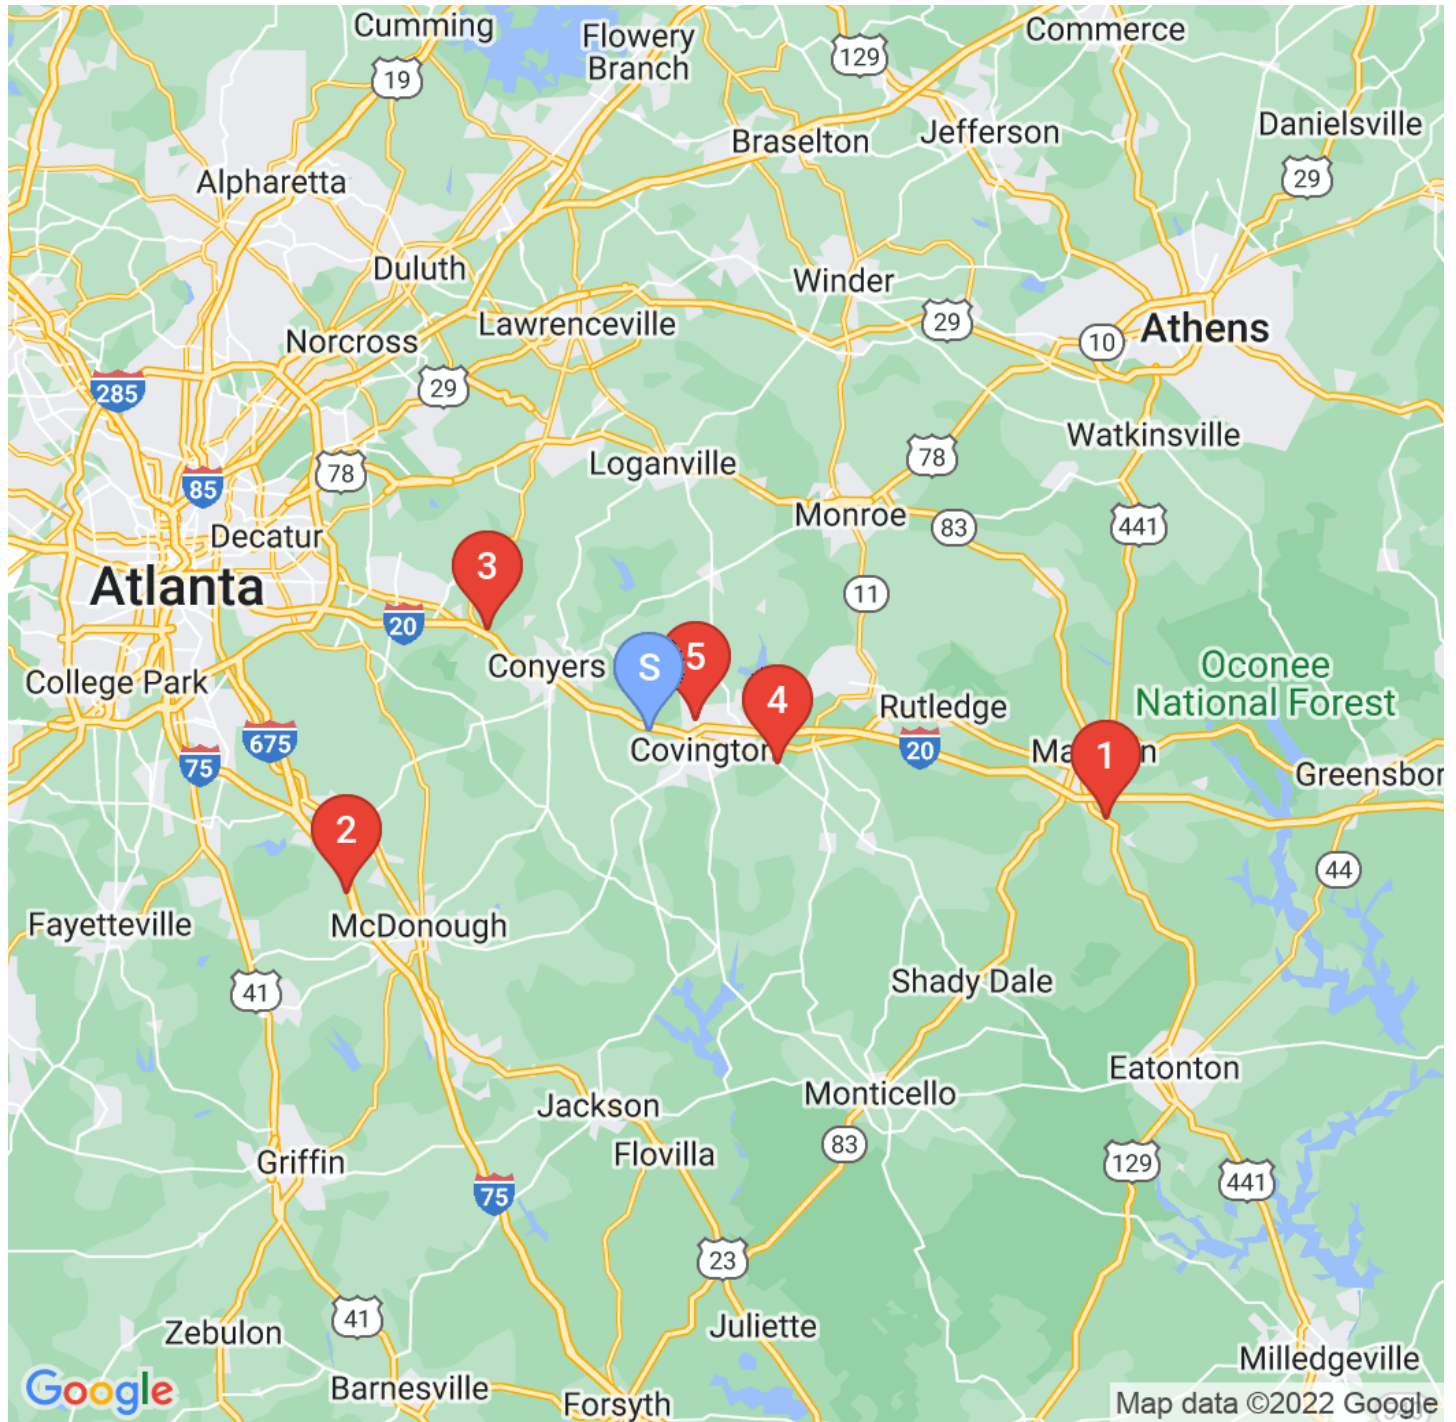 Cumming
Flowery
Branch
Commerce
19
129
Braselton
Jefferson
Danielsville
29
Alpharetta
Duluth
Winder
Lawrenceville
29
Athens
Norcross
10
285
29
Watkinsville
Loganville
78
78
85
Monroe
83
441
Decatur
3
Atlanta
11
20
S
5
Conyers
Oconee
National Forest
College Park
4
Rutledge
675
Covington
20
1
75
Greensbor
2
44
Fayetteville
McDonough
Shady Dale
41
Eatonton
Monticello
Jackson
83
Flovilla
Griffin
129
75
441
23
41
Juliette
Zebulon
Milledgeville
Barnesville
Forsyth
Google
Map data ©2022 Google